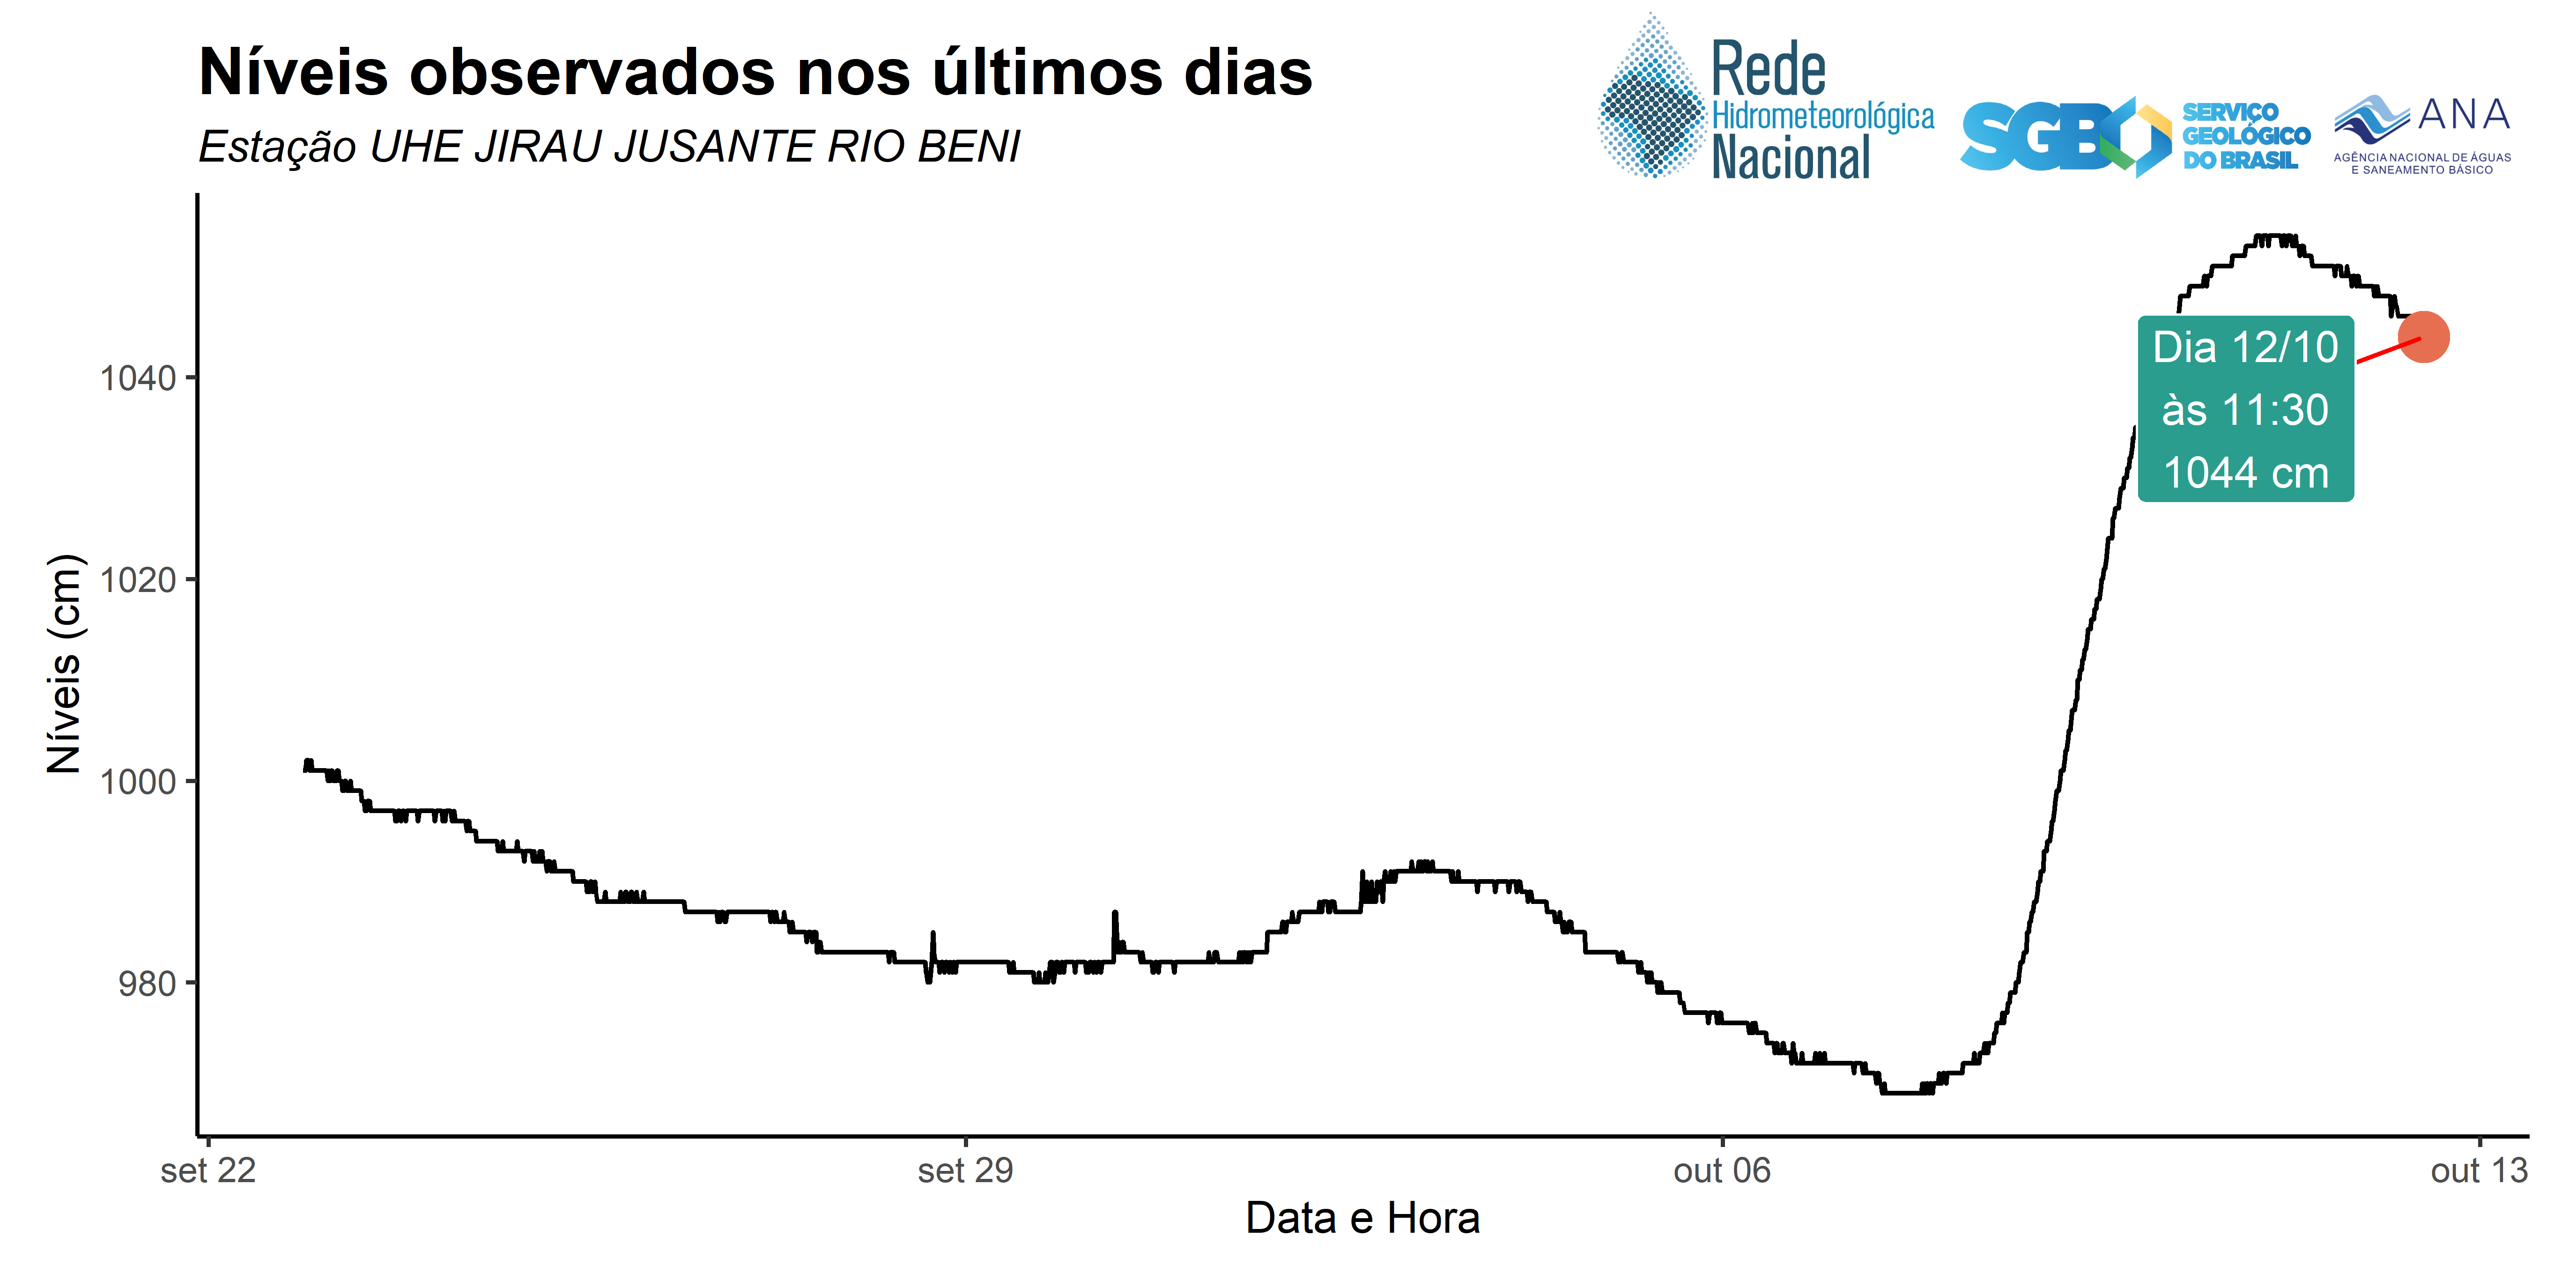 Níveis observados nos últimos dias
Estação UHE JIRAU JUSANTE RIO BENI
Rede
Hidrometeorológica
Nacional
SGB
SERVIÇO
GEOLÓGICO
DO BRASIL
ANA
AGÊNCIA NACIONAL DE ÁGUAS
E SANEAMENTO BÁSICO
Níveis (cm)
1040
1020
1000
980
Dia 12/10
às 11:30
1044 cm
set 22
set 29
out 06
out 13
Data e Hora